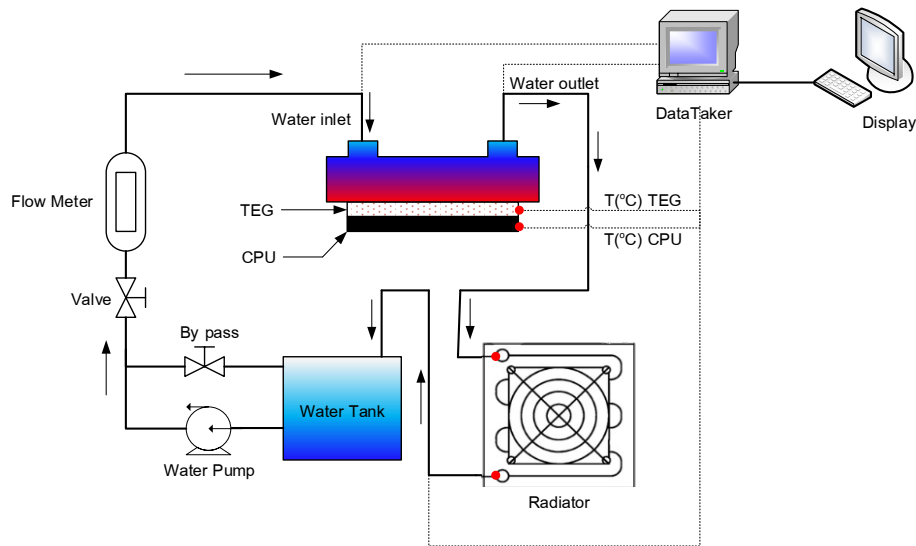 Water outlet
Water inlet
DataTaker
Display
Flow Meter
TEG
T(ºC) TEG
CPU
T(ºC) CPU
Valve
By pass
Water Tank
Water Pump
Radiator